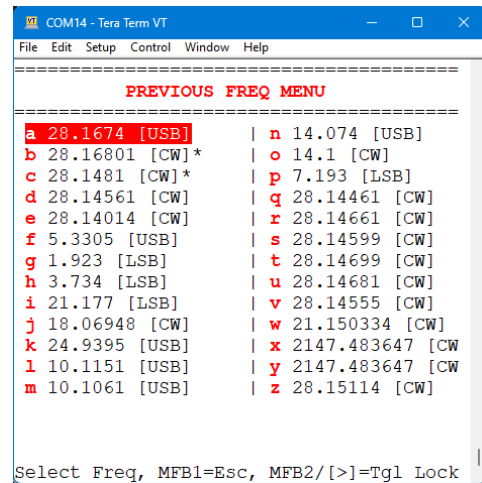 COM14 - Tera Term VT
File Edit Setup Control Window Help
========================================
PREVIOUS FREQ MENU
========================================
a 28.1674 [USB] | n 14.074 [USB]
b 28.16801 [CW]* | o 14.1 [CW]
c 28.1481 [CW]* | p 7.193 [LSB]
d 28.14561 [CW] | q 28.14461 [CW]
e 28.14014 [CW] | r 28.14661 [CW]
f 5.3305 [USB] | s 28.14599 [CW]
g 1.923 [LSB] | t 28.14699 [CW]
h 3.734 [LSB] | u 28.14681 [CW]
i 21.177 [LSB] | v 28.14555 [CW]
j 18.06948 [CW] | w 21.150334 [CW]
k 24.9395 [USB] | x 2147.483647 [CW
l 10.1151 [USB] | y 2147.483647 [CW
m 10.1061 [USB] | z 28.15114 [CW]
Select Freq, MFB1=Esc, MFB2/[>]=Tgl Lock